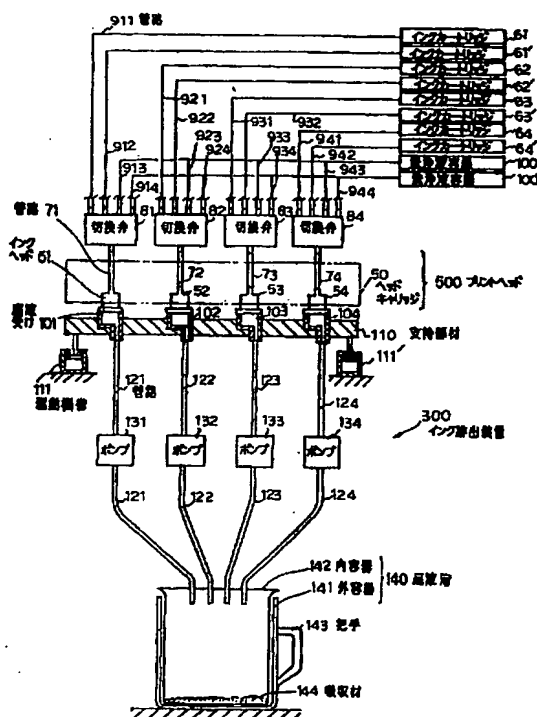 911 管路
インクカートリッジ 61
インクカートリッジ 61'
インクカートリッジ 62
インクカートリッジ 62'
インクカートリッジ 63
インクカートリッジ 63'
インクカートリッジ 64
インクカートリッジ 64'
洗浄液容器 100
洗浄液容器 100'
921
922
931
932
941
942
943
944
912
913
914
923
924
933
934
切換弁 81
切換弁 82
切換弁 83
切換弁 84
管路 71
72
73
74
インクヘッド 51
52
53
54
50 ヘッドキャリッジ
500 プリントヘッド
廃液受け 101
102
103
104
110 支持部材
111
111'
121 管路
122
123
124
131 ポンプ
132 ポンプ
133 ポンプ
134 ポンプ
300 インク排出装置
121
122
123
124
142 内容器
141 外容器
140 廃液溜
143 把手
144 吸収材